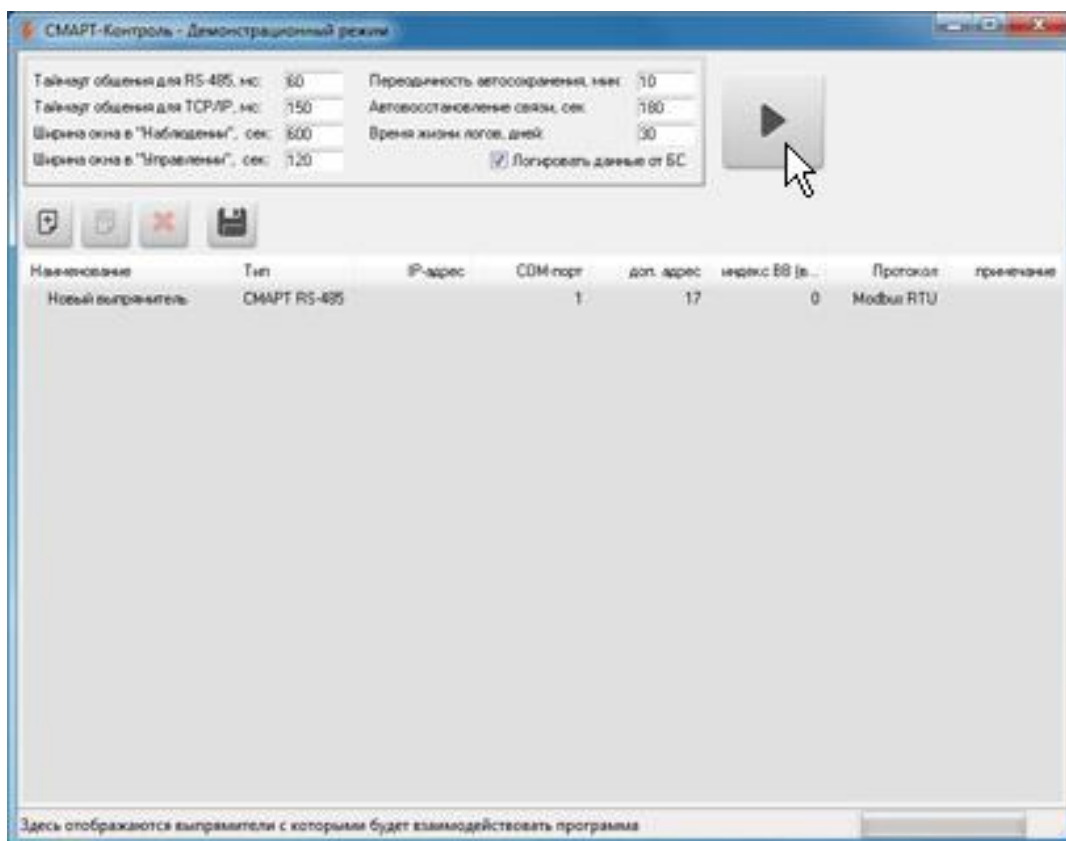 СМАРТ-Контроль - Демонстрационный режим
Таймаут общения для RS-485, мс: 60
Таймаут общения для TCP/IP, мс: 150
Ширина окна в "Наблюдении", сек: 600
Ширина окна в "Управлении", сек: 120
Переодичность автосохранения, мин: 10
Автовосстановление связи, сек: 180
Время жизни логов, дней: 30
Логировать данные от БС
Наименование Тип IP-адрес COM-порт доп. адрес индекс ВВ (в... Протокол примечание
Новый выпрямитель СМАРТ RS-485 1 17 0 Modbus RTU
Здесь отображаются выпрямители с которыми будет взаимодействовать программа